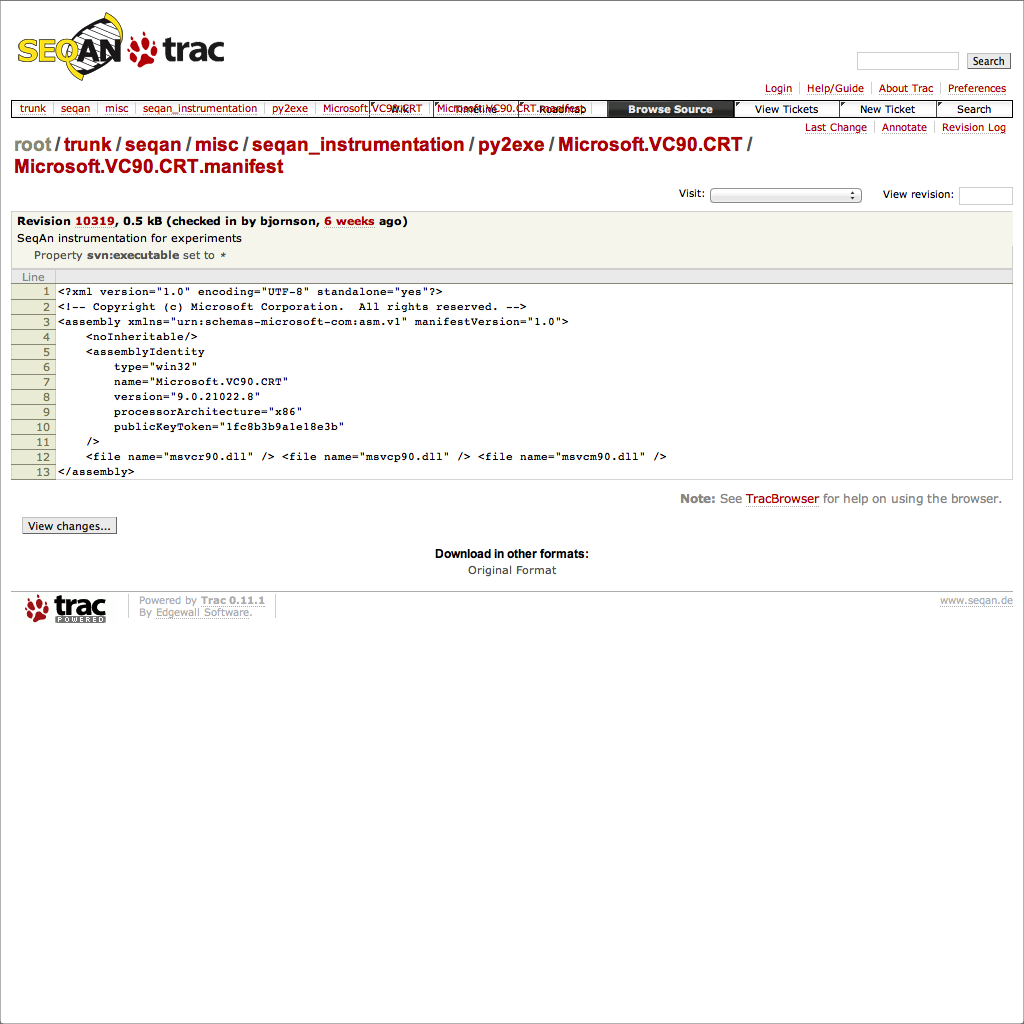 SEQAN trac
Search
Login Help/Guide About Trac Preferences
trunk seqan misc seqan_instrumentation py2exe Microsoft.VC90.CRT Microsoft.VC90.CRT.manifest
Wiki Timeline Roadmap Browse Source View Tickets New Ticket Search
Last Change Annotate Revision Log
root / trunk / seqan / misc / seqan_instrumentation / py2exe / Microsoft.VC90.CRT /
Microsoft.VC90.CRT.manifest
Visit: View revision:
Revision 10319, 0.5 kB (checked in by bjornson, 6 weeks ago)
SeqAn instrumentation for experiments
Property svn:executable set to *
Line
1 <?xml version="1.0" encoding="UTF-8" standalone="yes"?>
2 <!-- Copyright (c) Microsoft Corporation.  All rights reserved. -->
3 <assembly xmlns="urn:schemas-microsoft-com:asm.v1" manifestVersion="1.0">
4     <noInheritable/>
5     <assemblyIdentity
6         type="win32"
7         name="Microsoft.VC90.CRT"
8         version="9.0.21022.8"
9         processorArchitecture="x86"
10         publicKeyToken="1fc8b3b9a1e18e3b"
11     />
12     <file name="msvcr90.dll" /> <file name="msvcp90.dll" /> <file name="msvcm90.dll" />
13 </assembly>
Note: See TracBrowser for help on using the browser.
View changes...
Download in other formats:
Original Format
trac POWERED
Powered by Trac 0.11.1
By Edgewall Software.
www.seqan.de